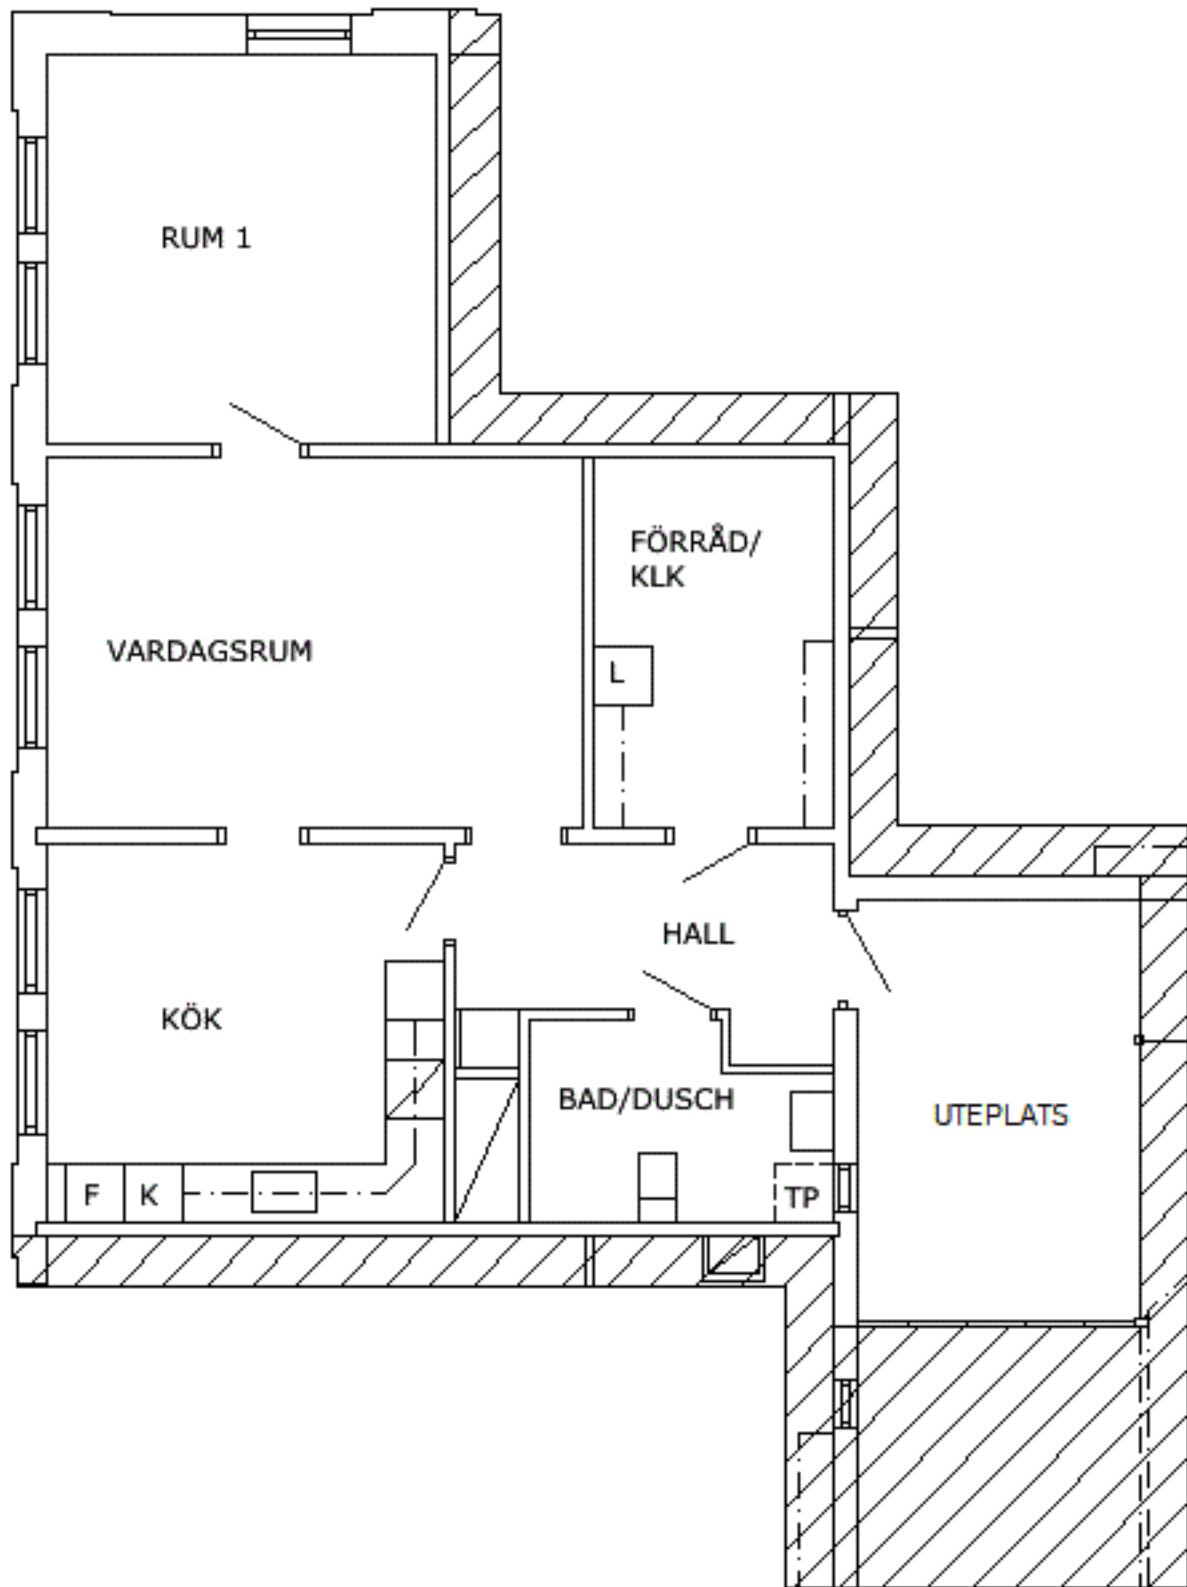 RUM 1
FÖRRÅD/
KLK
VARDAGSRUM
L
HALL
KÖK
BAD/DUSCH
UTEPLATS
F
K
TP